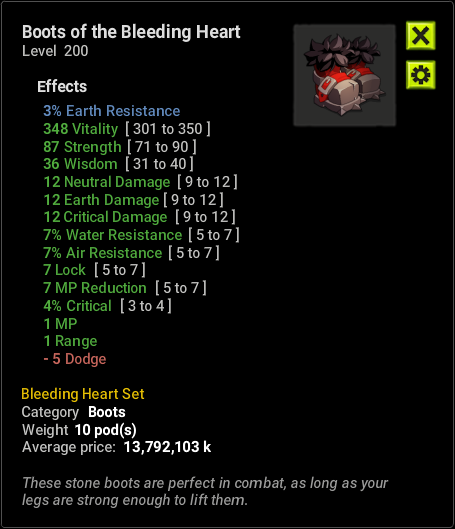 Boots of the Bleeding Heart
Level 200
Effects
3% Earth Resistance
348 Vitality [ 301 to 350 ]
87 Strength [ 71 to 90 ]
36 Wisdom [ 31 to 40 ]
12 Neutral Damage [ 9 to 12 ]
12 Earth Damage [ 9 to 12 ]
12 Critical Damage [ 9 to 12 ]
7% Water Resistance [ 5 to 7 ]
7% Air Resistance [ 5 to 7 ]
7 Lock [ 5 to 7 ]
7 MP Reduction [ 5 to 7 ]
4% Critical [ 3 to 4 ]
1 MP
1 Range
- 5 Dodge
Bleeding Heart Set
Category Boots
Weight 10 pod(s)
Average price: 13,792,103 k
These stone boots are perfect in combat, as long as your
legs are strong enough to lift them.